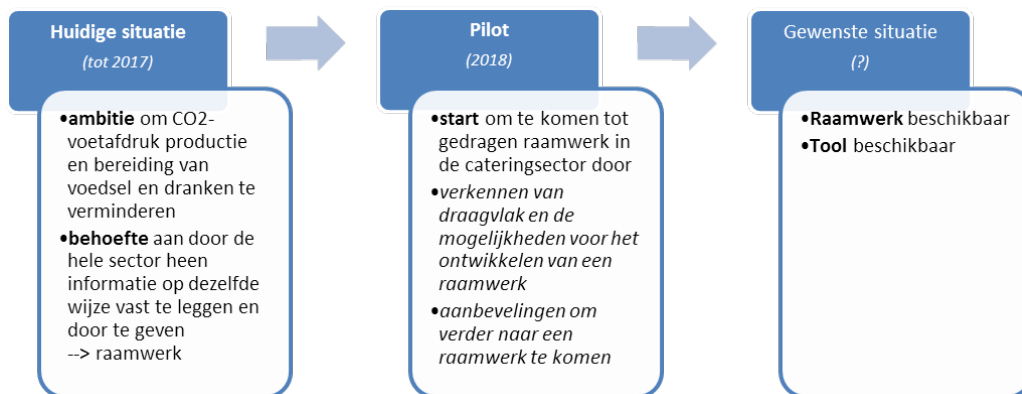 Huidige situatie
(tot 2017)
•ambitie om CO2-
voetafdruk productie
en bereiding van
voedsel en dranken te
verminderen
•behoefte aan door de
hele sector heen
informatie op dezelfde
wijze vast te leggen en
door te geven
--> raamwerk
Pilot
(2018)
•start om te komen tot
gedragen raamwerk in
de cateringsector door
•verkennen van
draagvlak en de
mogelijkheden voor het
ontwikkelen van een
raamwerk
•aanbevelingen om
verder naar een
raamwerk te komen
Gewenste situatie
(?)
•Raamwerk beschikbaar
•Tool beschikbaar